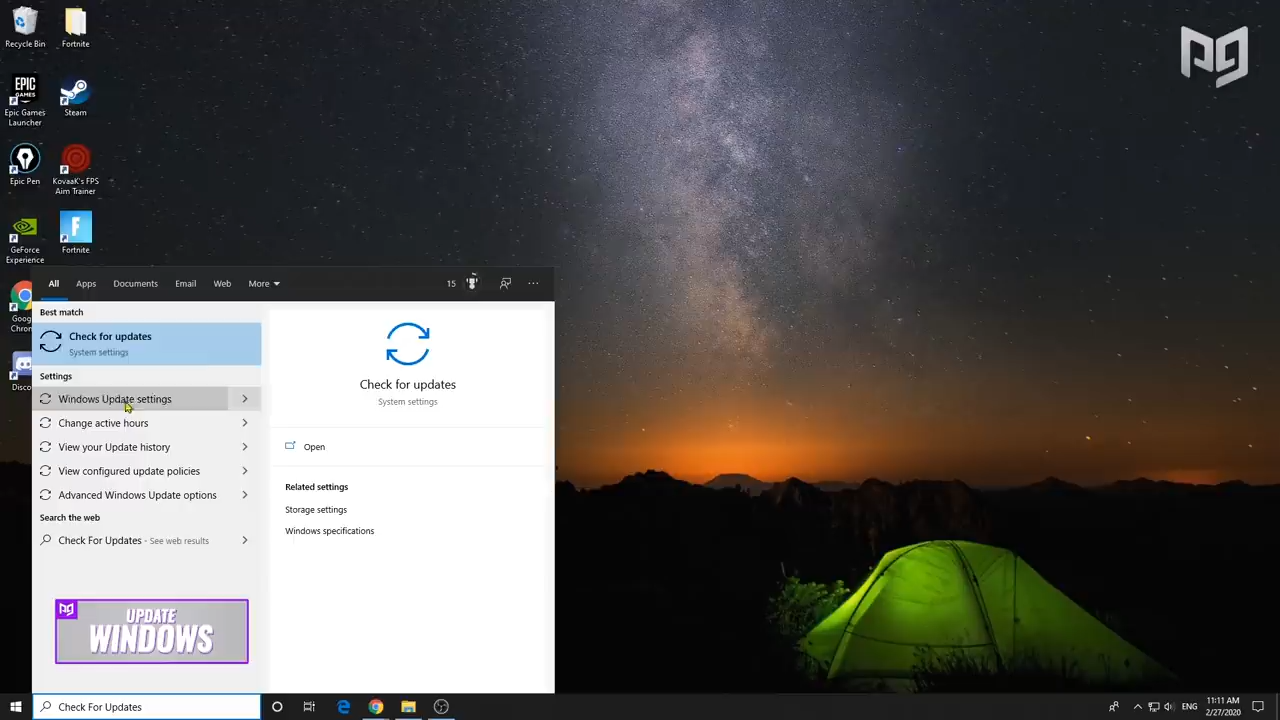 Recycle Bin
Fortnite
EPIC
GAMES
Epic Games
Launcher
Steam
Epic Pen
KovaaK's FPS
Aim Trainer
GeForce
Experience
F
Fortnite
PG
All
Apps
Documents
Email
Web
More
15
Best match
Check for updates
System settings
Settings
Windows Update settings
Change active hours
View your Update history
View configured update policies
Advanced Windows Update options
Search the web
Check For Updates - See web results
PG
UPDATE
WINDOWS
Check for updates
System settings
Open
Related settings
Storage settings
Windows specifications
Check For Updates
ENG
11:11 AM
2/27/2020